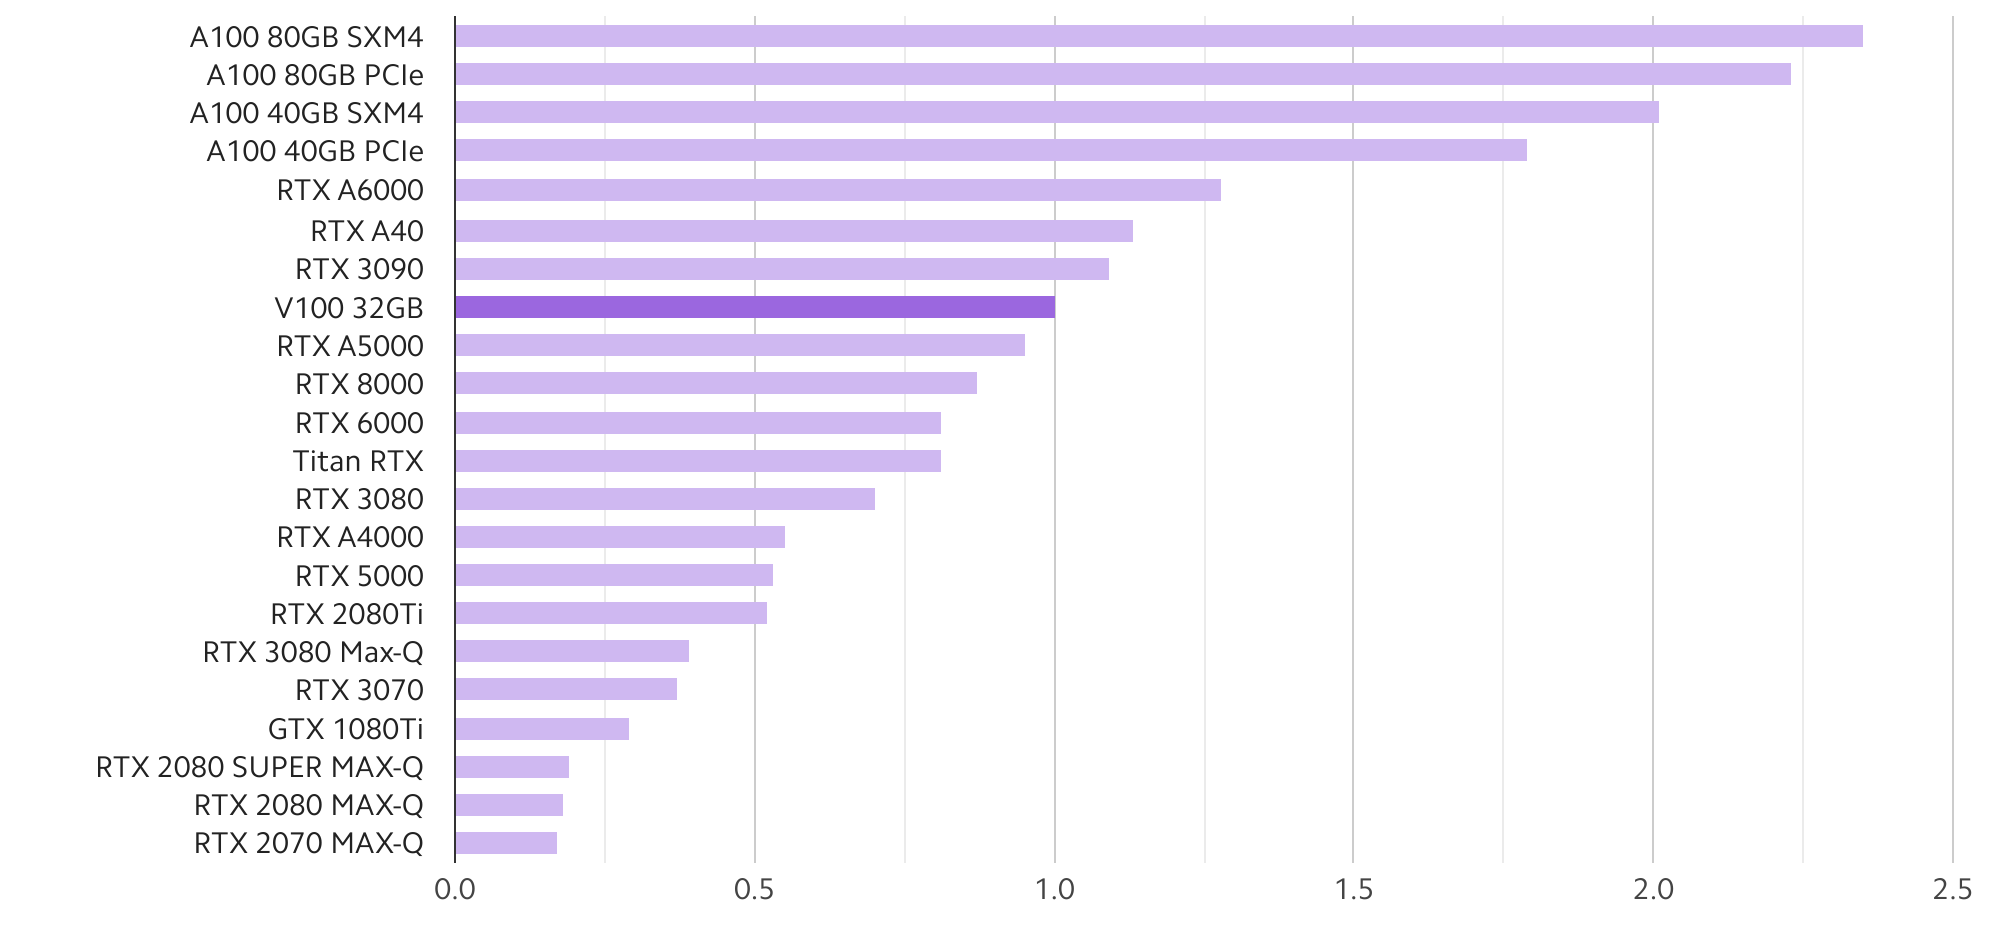 A100 80GB SXM4
A100 80GB PCIe
A100 40GB SXM4
A100 40GB PCIe
RTX A6000
RTX A40
RTX 3090
V100 32GB
RTX A5000
RTX 8000
RTX 6000
Titan RTX
RTX 3080
RTX A4000
RTX 5000
RTX 2080Ti
RTX 3080 Max-Q
RTX 3070
GTX 1080Ti
RTX 2080 SUPER MAX-Q
RTX 2080 MAX-Q
RTX 2070 MAX-Q
0.0 0.5 1.0 1.5 2.0 2.5